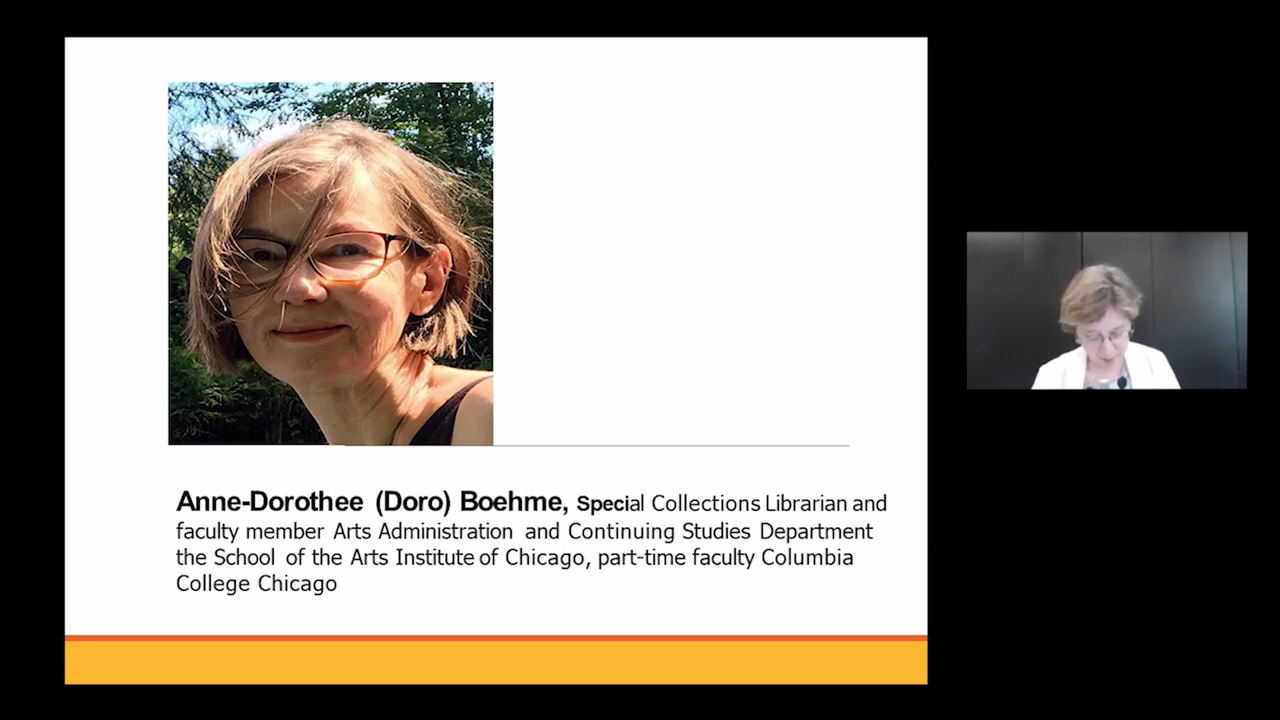 Anne-Dorothee (Doro) Boehme, Special Collections Librarian and
faculty member Arts Administration and Continuing Studies Department
the School of the Arts Institute of Chicago, part-time faculty Columbia
College Chicago